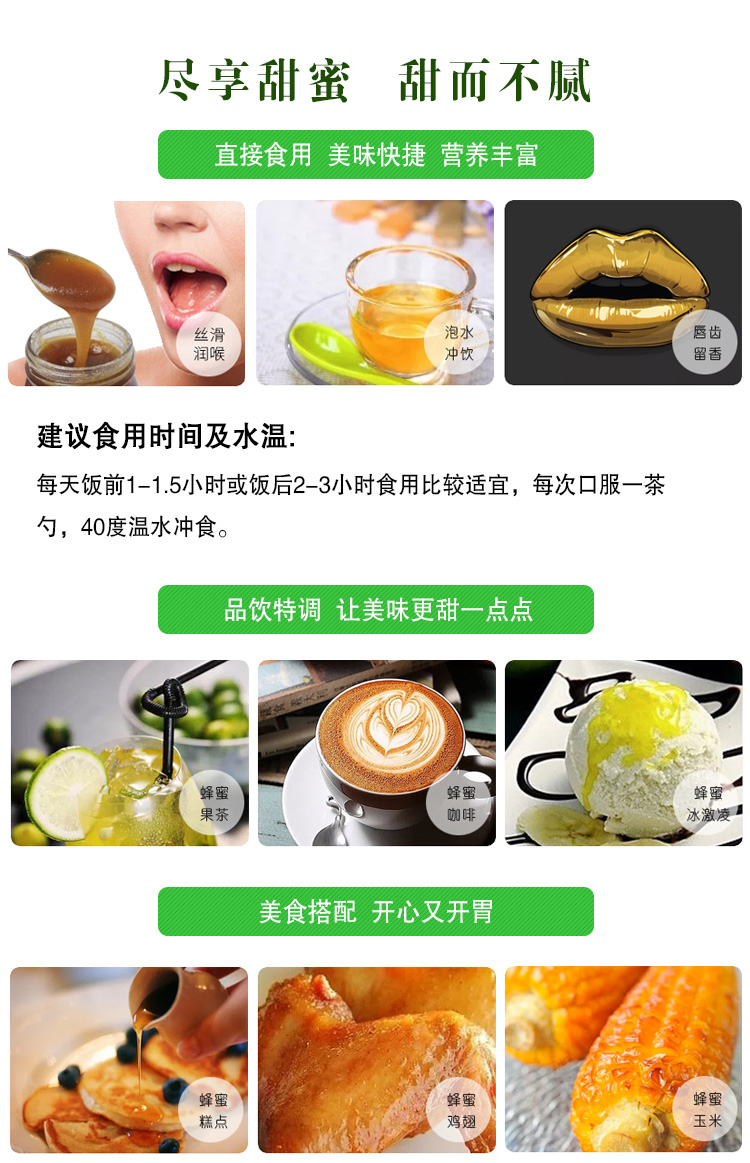 尽享甜蜜 甜而不腻
直接食用 美味快捷 营养丰富
丝滑
润喉
泡水
冲饮
唇齿
留香
建议食用时间及水温:
每天饭前1-1.5小时或饭后2-3小时食用比较适宜，每次口服一茶
勺，40度温水冲食。
品饮特调 让美味更甜一点点
蜂蜜
果茶
蜂蜜
咖啡
蜂蜜
冰激凌
美食搭配 开心又开胃
蜂蜜
糕点
蜂蜜
鸡翅
蜂蜜
玉米